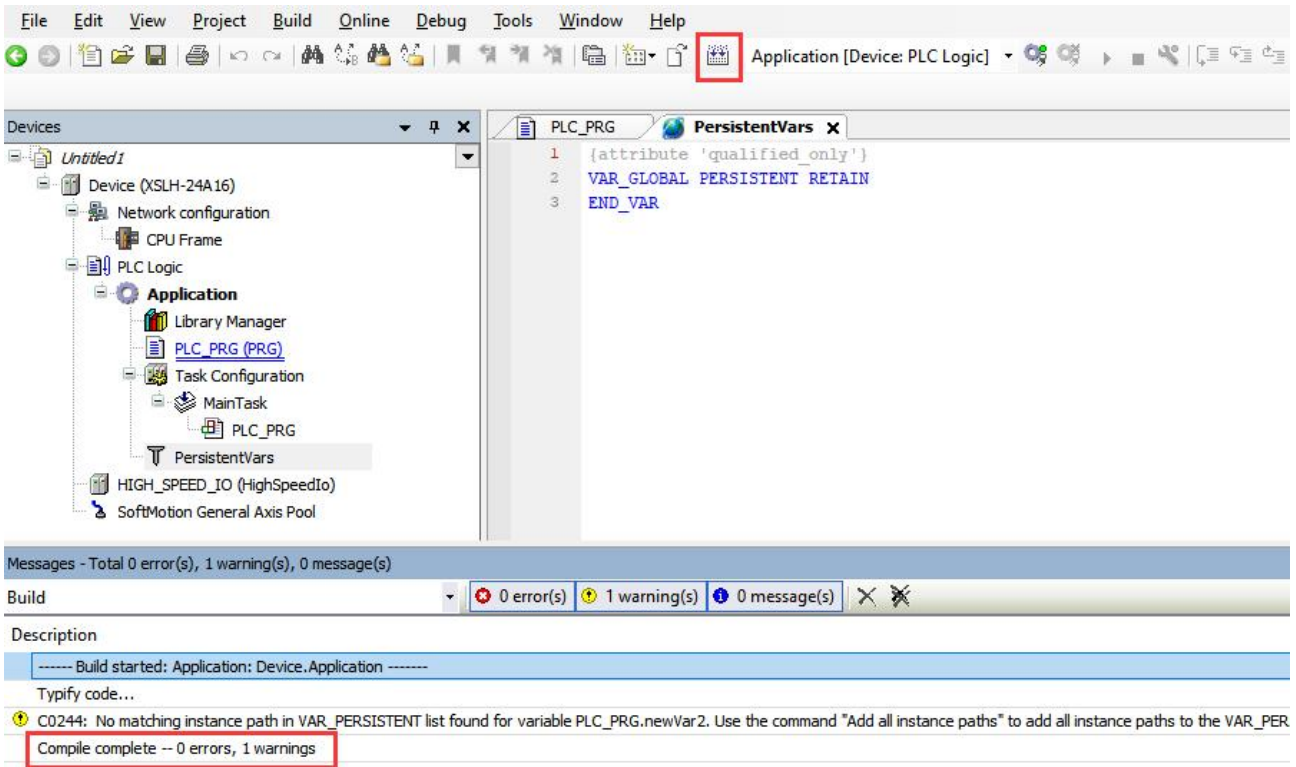 File Edit View Project Build Online Debug Tools Window Help
Application [Device: PLC Logic]
Devices
Untitled1
Device (XSLH-24A16)
Network configuration
CPU Frame
PLC Logic
Application
Library Manager
PLC_PRG (PRG)
Task Configuration
MainTask
PLC_PRG
PersistentVars
HIGH_SPEED_IO (HighSpeedIo)
SoftMotion General Axis Pool
PLC_PRG PersistentVars
1 {attribute 'qualified_only'}
2 VAR_GLOBAL PERSISTENT RETAIN
3 END_VAR
Messages - Total 0 error(s), 1 warning(s), 0 message(s)
Build 0 error(s) 1 warning(s) 0 message(s)
Description
------ Build started: Application: Device.Application -------
Typify code...
C0244: No matching instance path in VAR_PERSISTENT list found for variable PLC_PRG.newVar2. Use the command "Add all instance paths" to add all instance paths to the VAR_PER
Compile complete -- 0 errors, 1 warnings